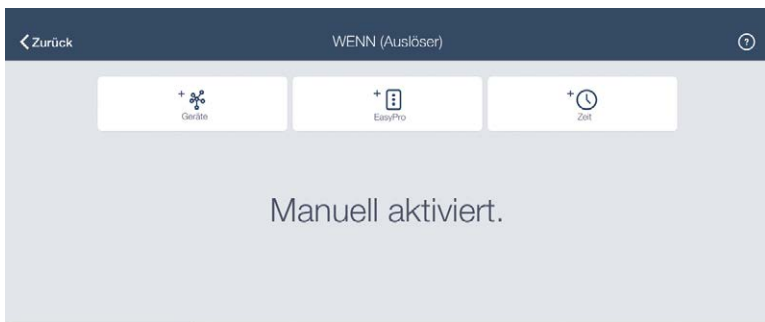 Zurück
WENN (Auslöser)
?
+
Geräte
+
EasyPro
+
Zeit
Manuell aktiviert.